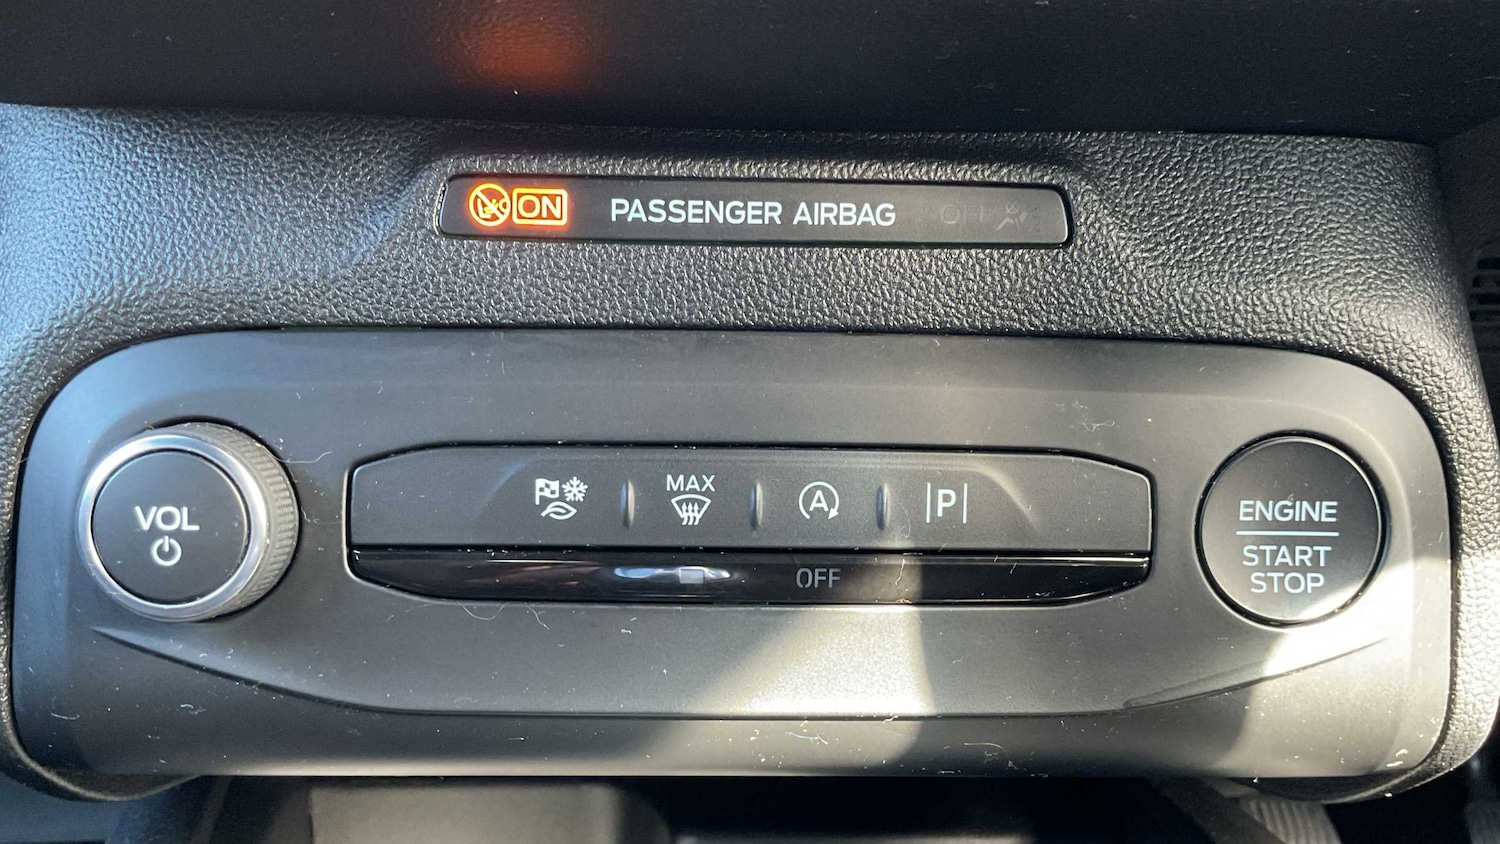 ON PASSENGER AIRBAG OFF
VOL
MAX
A
P
OFF
ENGINE
START
STOP